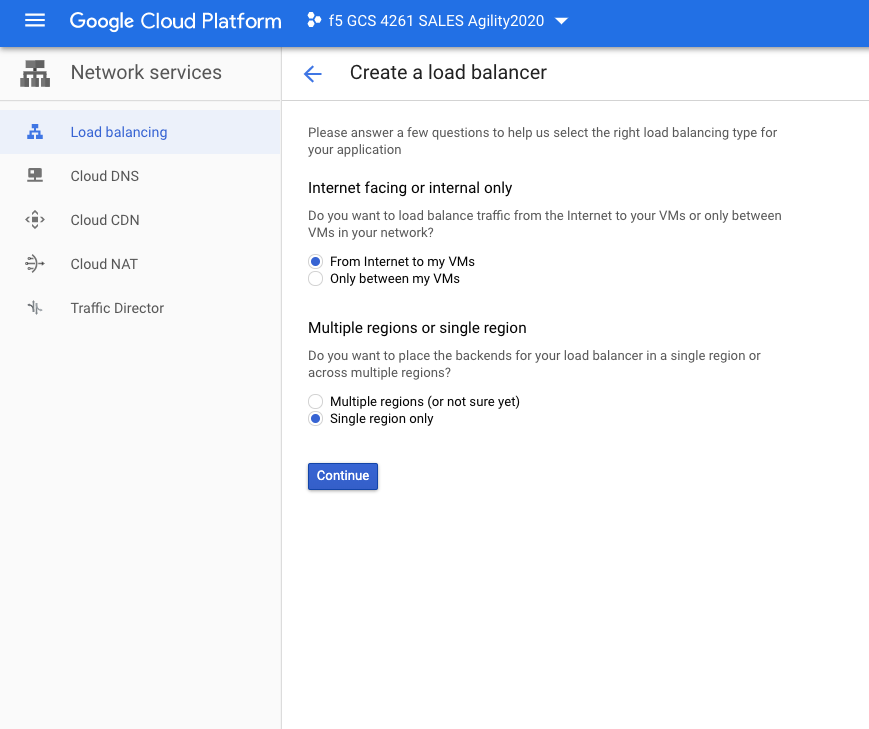 Google Cloud Platform
f5 GCS 4261 SALES Agility2020
Network services
Create a load balancer
Load balancing
Cloud DNS
Cloud CDN
Cloud NAT
Traffic Director
Please answer a few questions to help us select the right load balancing type for
your application
Internet facing or internal only
Do you want to load balance traffic from the Internet to your VMs or only between
VMs in your network?
From Internet to my VMs
Only between my VMs
Multiple regions or single region
Do you want to place the backends for your load balancer in a single region or
across multiple regions?
Multiple regions (or not sure yet)
Single region only
Continue